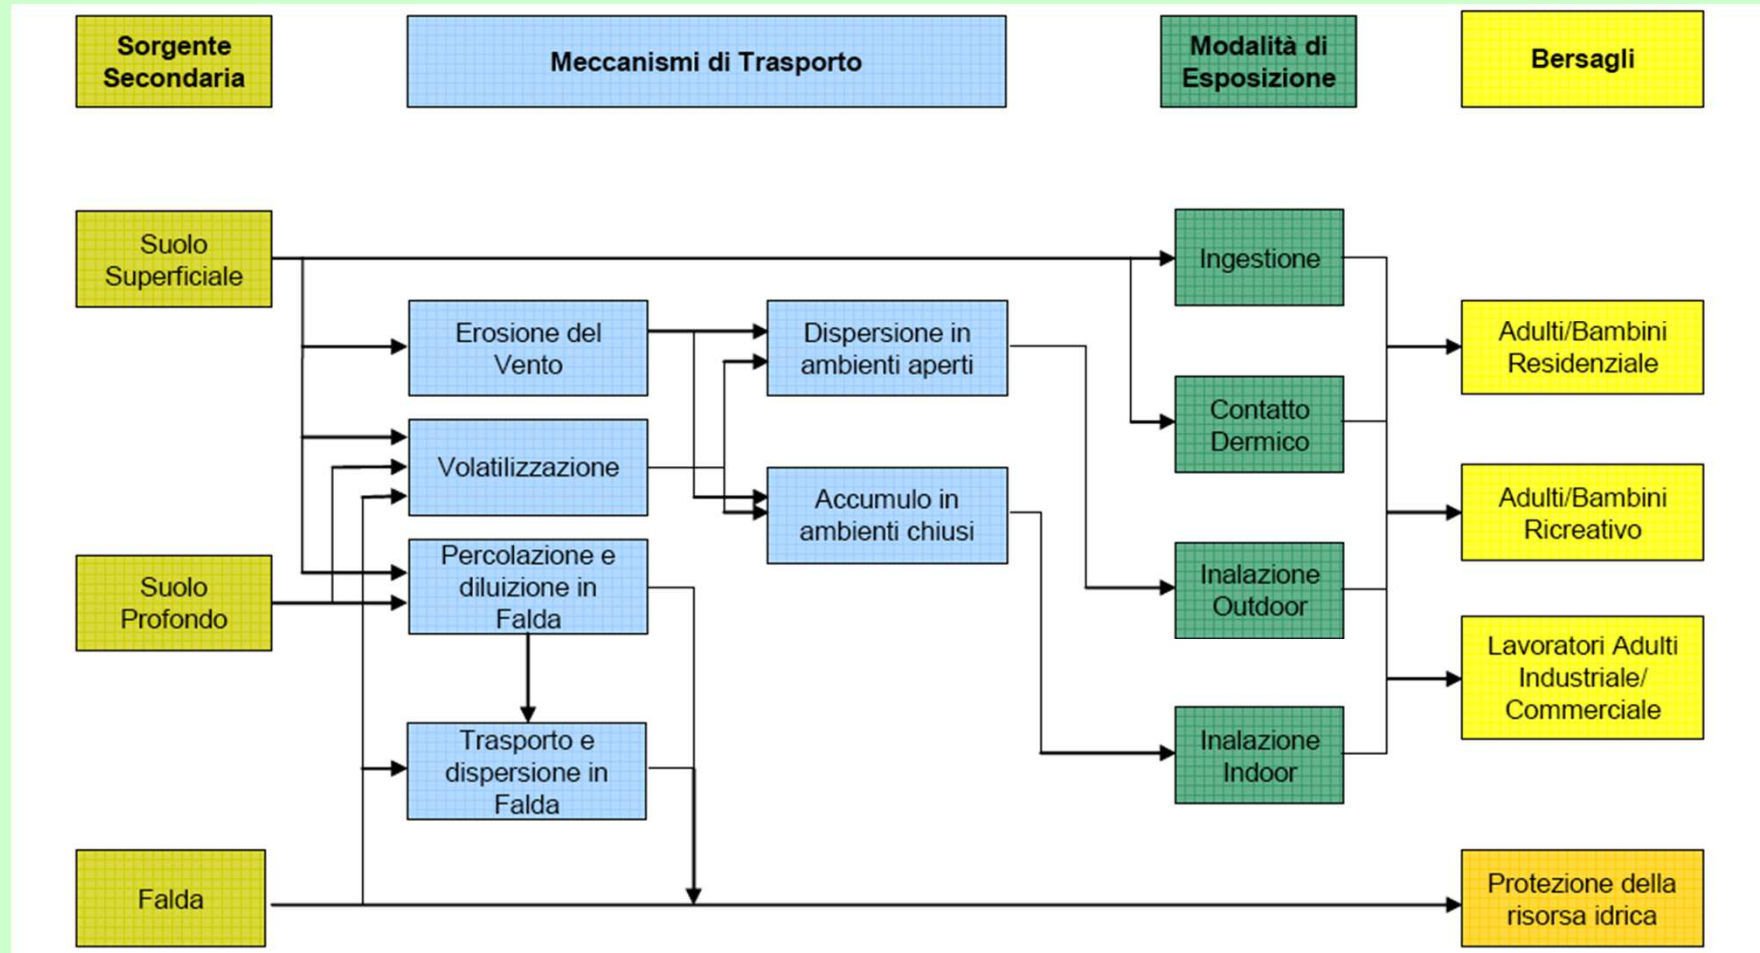 Sorgente
Secondaria
Meccanismi di Trasporto
Modalità di
Esposizione
Bersagli
Suolo
Superficiale
Ingestione
Erosione del
Vento
Dispersione in
ambienti aperti
Adulti/Bambini
Residenziale
Contatto
Dermico
Volatilizzazione
Accumulo in
ambienti chiusi
Adulti/Bambini
Ricreativo
Suolo
Profondo
Percolazione e
diluizione in
Falda
Inalazione
Outdoor
Lavoratori Adulti
Industriale/
Commerciale
Trasporto e
dispersione in
Falda
Inalazione
Indoor
Falda
Protezione della
risorsa idrica